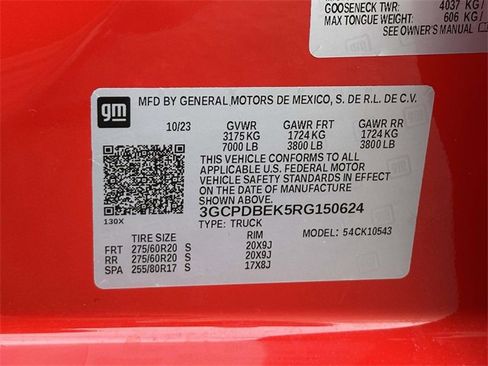 GOOSENECK TWR: 4037 KG /
MAX TONGUE WEIGHT: 606 KG /
SEE OWNER'S MANUAL
gm
MFD BY GENERAL MOTORS DE MEXICO, S. DE R.L. DE C.V.
10/23 GVWR GAWR FRT GAWR RR
3175 KG 1724 KG 1724 KG
7000 LB 3800 LB 3800 LB
THIS VEHICLE CONFORMS TO ALL
APPLICABLE U.S. FEDERAL MOTOR
VEHICLE SAFETY STANDARDS IN
EFFECT ON THE DATE OF MANUFACTURE
SHOWN ABOVE.
3GCPDBEK5RG150624
130X
TYPE: TRUCK MODEL: 54CK10543
TIRE SIZE RIM
FRT 275/60R20 S 20X9J
RR 275/60R20 S 20X9J
SPA 255/80R17 S 17X8J